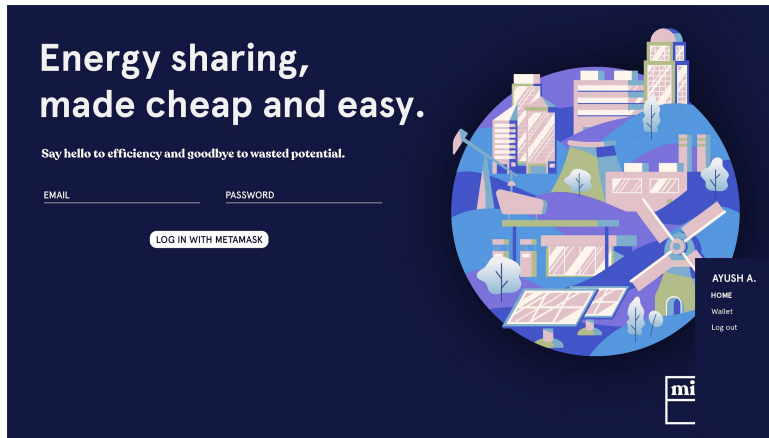 Energy sharing,
made cheap and easy.
Say hello to efficiency and goodbye to wasted potential.
EMAIL PASSWORD
LOG IN WITH METAMASK
AYUSH A.
HOME
Wallet
Log out
mi